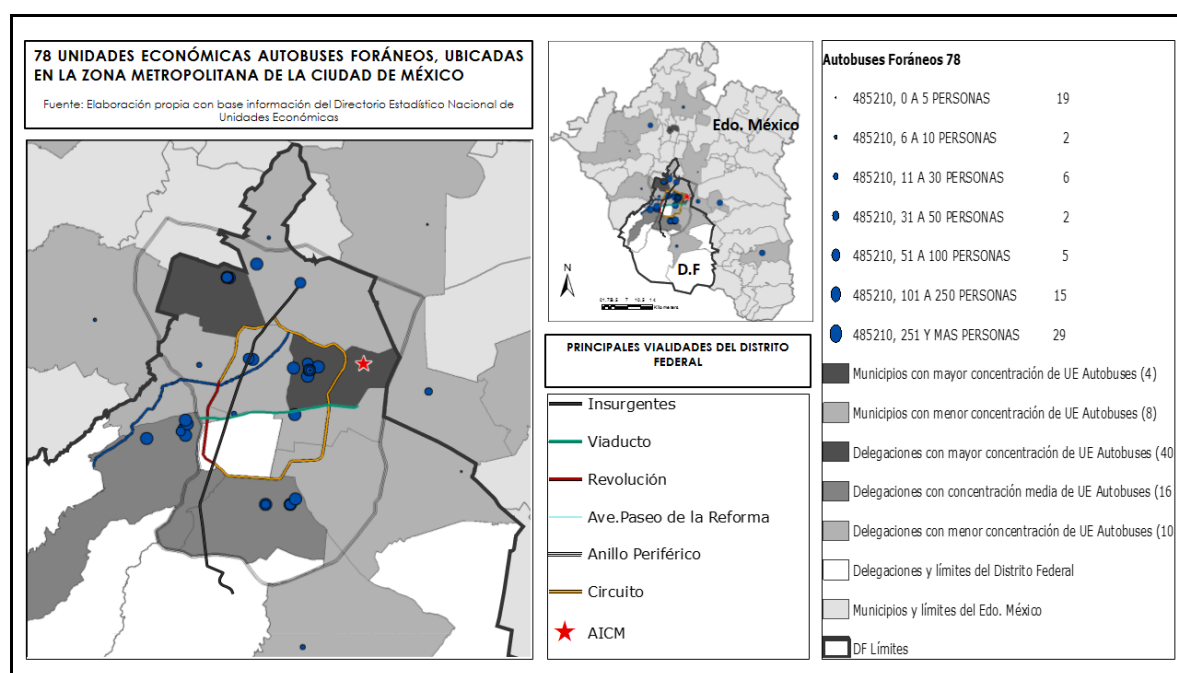 78 UNIDADES ECONÓMICAS AUTOBUSES FORÁNEOS, UBICADAS
EN LA ZONA METROPOLITANA DE LA CIUDAD DE MÉXICO
Fuente: Elaboración propia con base información del Directorio Estadístico Nacional de
Unidades Económicas
Edo. México
D.F
N
Kilometers
PRINCIPALES VIALIDADES DEL DISTRITO
FEDERAL
Insurgentes
Viaducto
Revolución
Ave.Paseo de la Reforma
Anillo Periférico
Circuito
AICM
Autobuses Foráneos 78
485210, 0 A 5 PERSONAS 19
485210, 6 A 10 PERSONAS 2
485210, 11 A 30 PERSONAS 6
485210, 31 A 50 PERSONAS 2
485210, 51 A 100 PERSONAS 5
485210, 101 A 250 PERSONAS 15
485210, 251 Y MAS PERSONAS 29
Municipios con mayor concentración de UE Autobuses (4)
Municipios con menor concentración de UE Autobuses (8)
Delegaciones con mayor concentración de UE Autobuses (40
Delegaciones con concentración media de UE Autobuses (16
Delegaciones con menor concentración de UE Autobuses (10
Delegaciones y límites del Distrito Federal
Municipios y límites del Edo. México
DF Límites